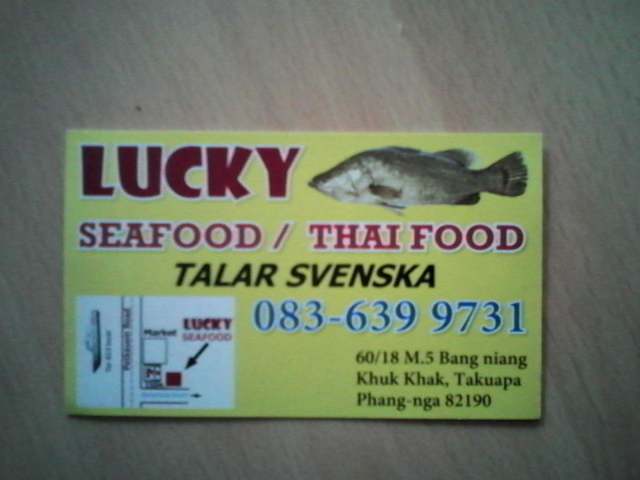 LUCKY
SEAFOOD / THAI FOOD
TALAR SVENSKA
083-639 9731
60/18 M.5 Bang niang
Khuk Khak, Takuapa
Phang-nga 82190
Market
LUCKY
SEAFOOD